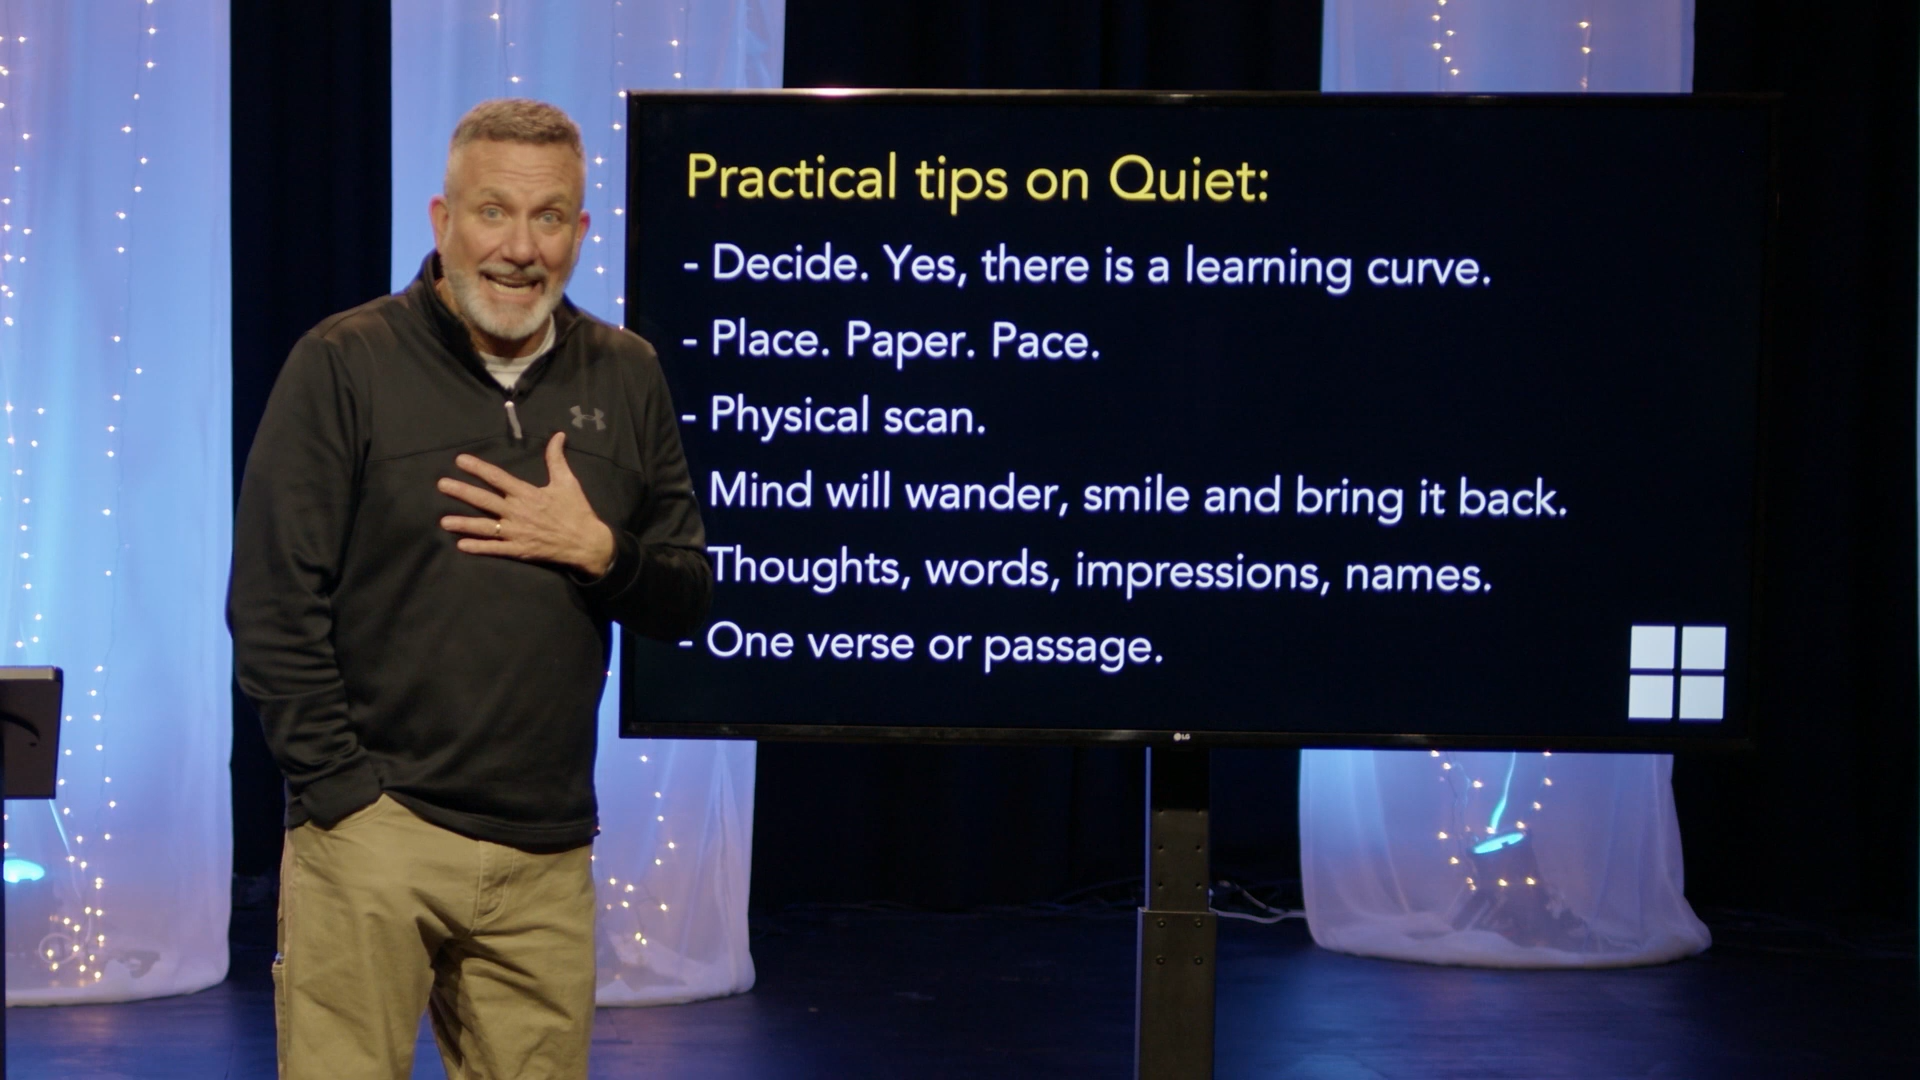 Practical tips on Quiet:
- Decide. Yes, there is a learning curve.
- Place. Paper. Pace.
- Physical scan.
Mind will wander, smile and bring it back.
Thoughts, words, impressions, names.
- One verse or passage.
LG